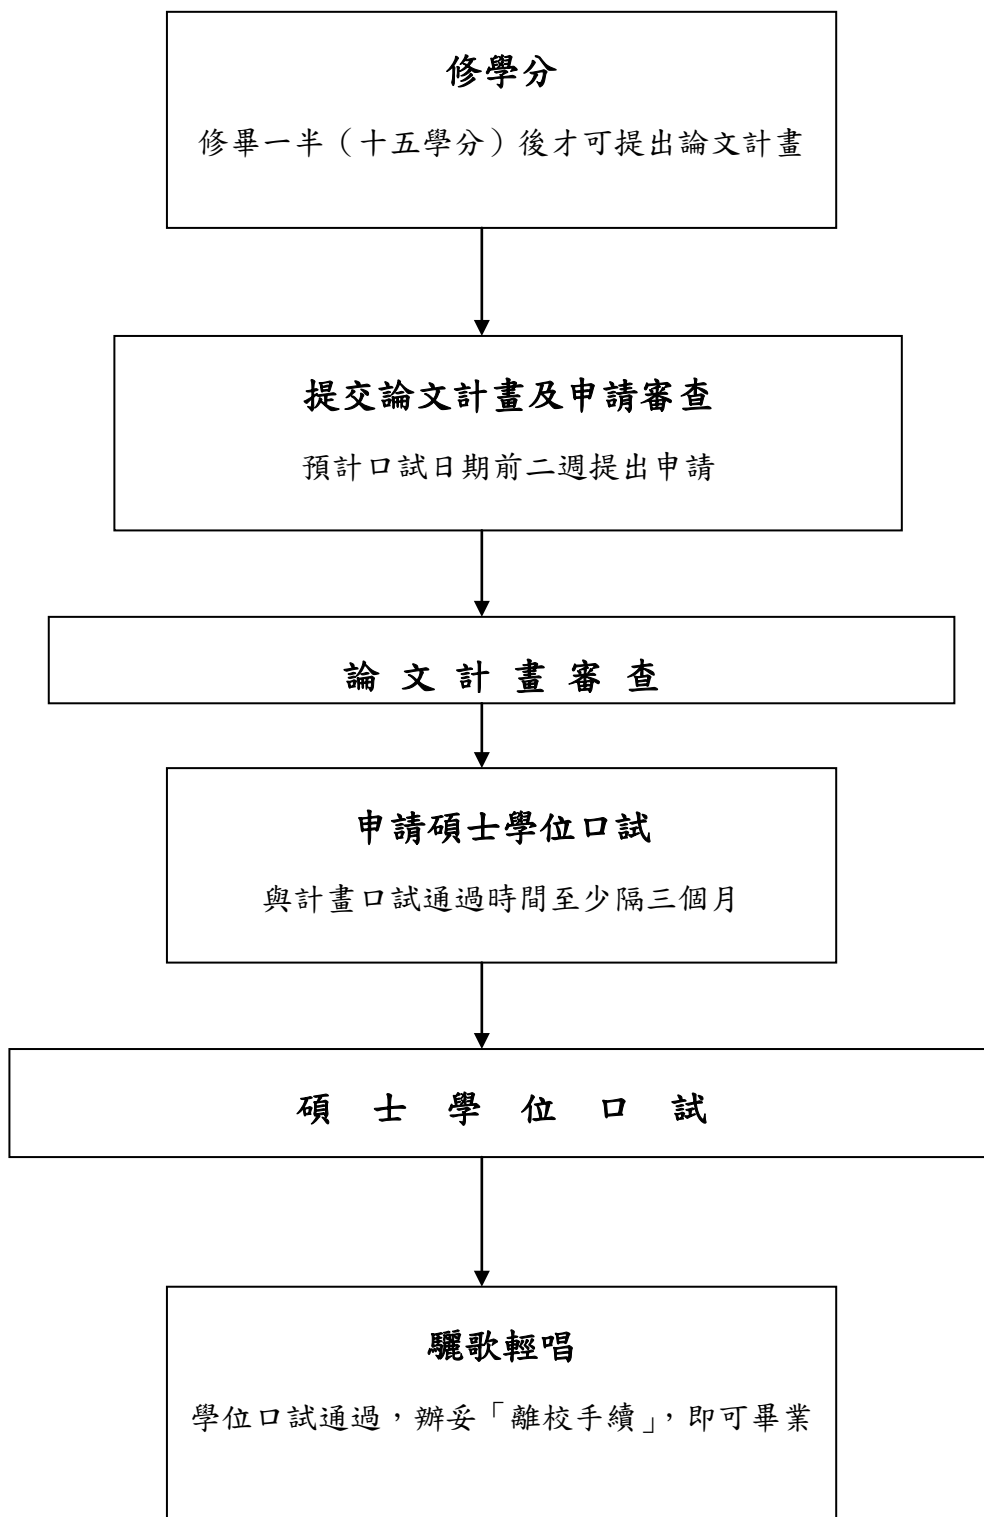 修學分
修畢一半（十五學分）後才可提出論文計畫
提交論文計畫及申請審查
預計口試日期前二週提出申請
論文計畫審查
申請碩士學位口試
與計畫口試通過時間至少隔三個月
碩士學位口試
驪歌輕唱
學位口試通過，辦妥「離校手續」，即可畢業